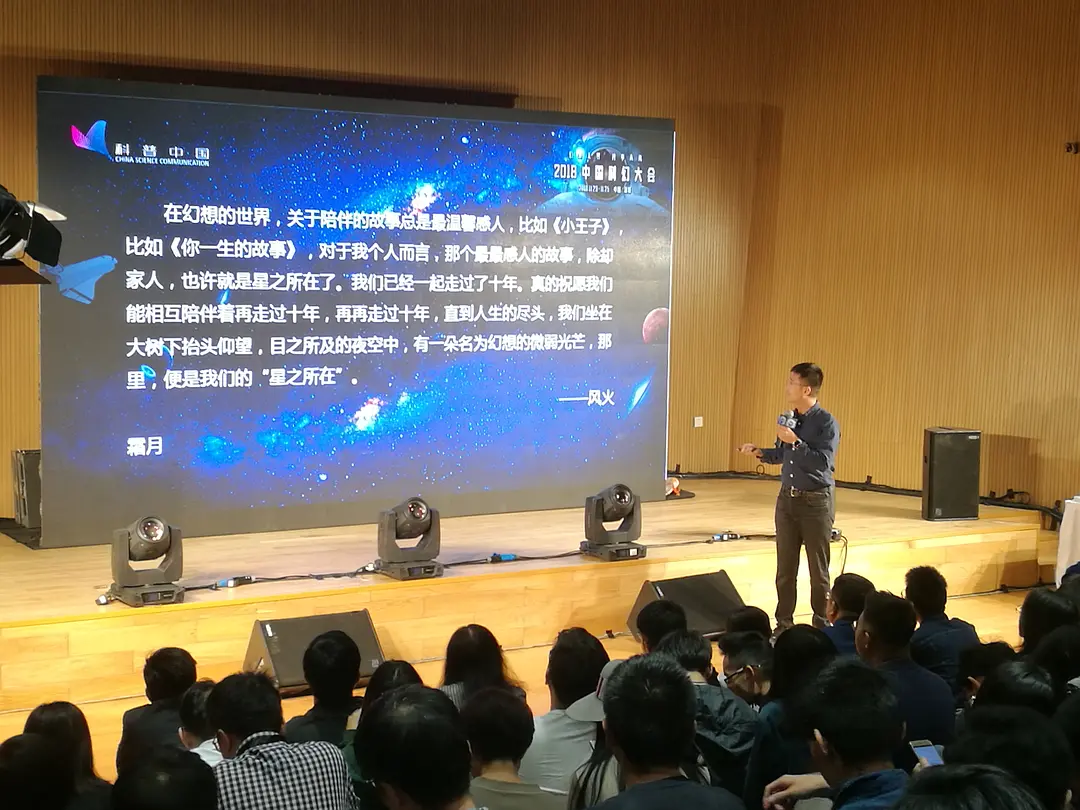 科普中国
CHINA SCIENCE COMMUNICATION
2018 中国科幻大会
在幻想的世界，关于陪伴的故事总是最温馨感人，比如《小王子》，
比如《你一生的故事》，对于我个人而言，那个最最感人的故事，除却
家人，也许就是星之所在了。我们已经一起走过了十年。真的祝愿我们
能相互陪伴着再走过十年，再再走过十年，直到人生的尽头，我们坐在
大树下抬头仰望，目之所及的夜空中，有一朵名为幻想的微弱光芒，那
里，便是我们的“星之所在”。
——风火
霜月